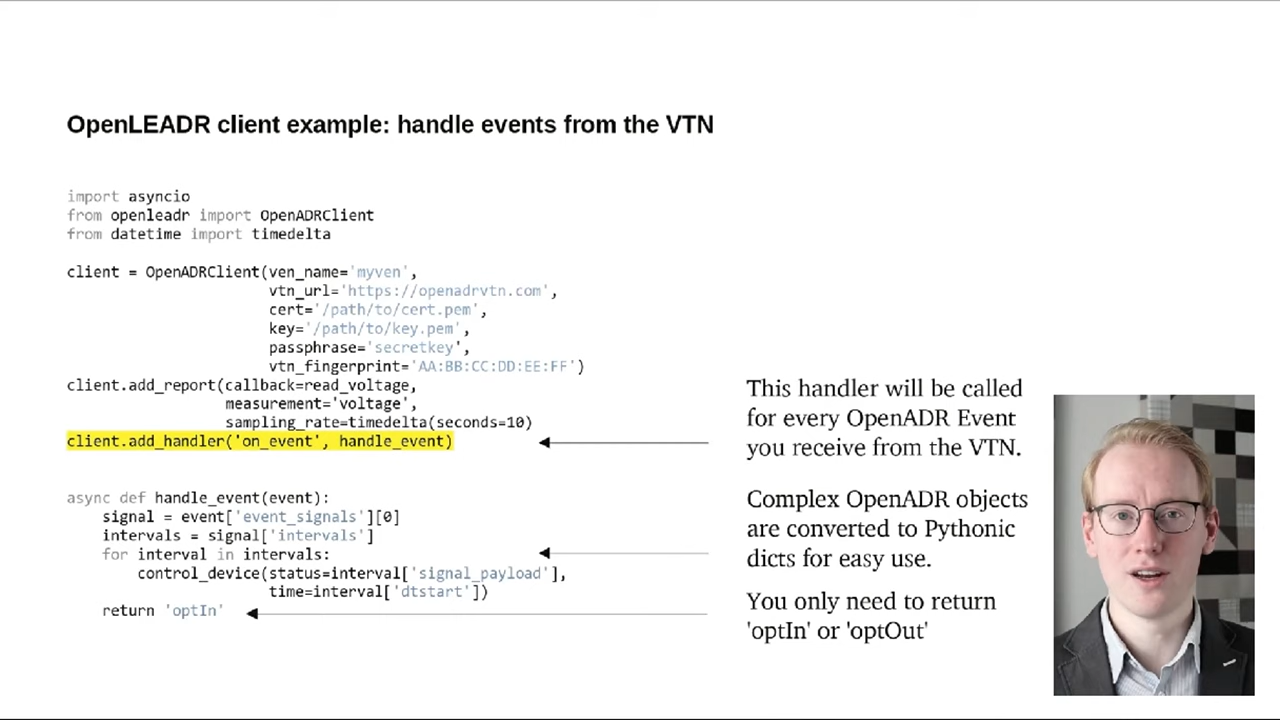 OpenLEADR client example: handle events from the VTN
import asyncio
from openleadr import OpenADRClient
from datetime import timedelta
client = OpenADRClient(ven_name='myven',
vtn_url='https://openadrvtn.com',
cert='/path/to/cert.pem',
key='/path/to/key.pem',
passphrase='secretkey',
vtn_fingerprint='AA:BB:CC:DD:EE:FF')
client.add_report(callback=read_voltage,
measurement='voltage',
sampling_rate=timedelta(seconds=10)
client.add_handler('on_event', handle_event)
async def handle_event(event):
signal = event['event_signals'][0]
intervals = signal['intervals']
for interval in intervals:
control_device(status=interval['signal_payload'],
time=interval['dtstart'])
return 'optIn'
This handler will be called
for every OpenADR Event
you receive from the VTN.
Complex OpenADR objects
are converted to Pythonic
dicts for easy use.
You only need to return
'optIn' or 'optOut'